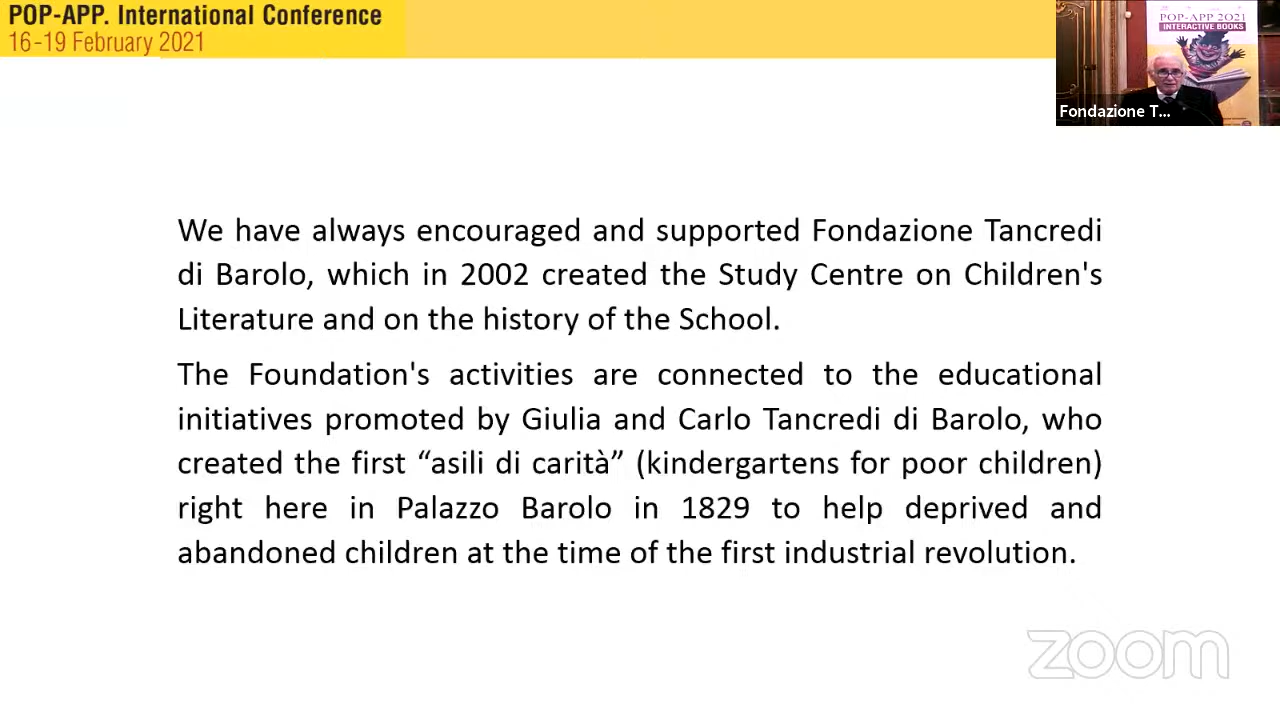 POP-APP. International Conference
16-19 February 2021
POP-APP 2021
INTERACTIVE BOOKS
Fondazione T...
We have always encouraged and supported Fondazione Tancredi
di Barolo, which in 2002 created the Study Centre on Children's
Literature and on the history of the School.
The Foundation's activities are connected to the educational
initiatives promoted by Giulia and Carlo Tancredi di Barolo, who
created the first “asili di carità” (kindergartens for poor children)
right here in Palazzo Barolo in 1829 to help deprived and
abandoned children at the time of the first industrial revolution.
zoom